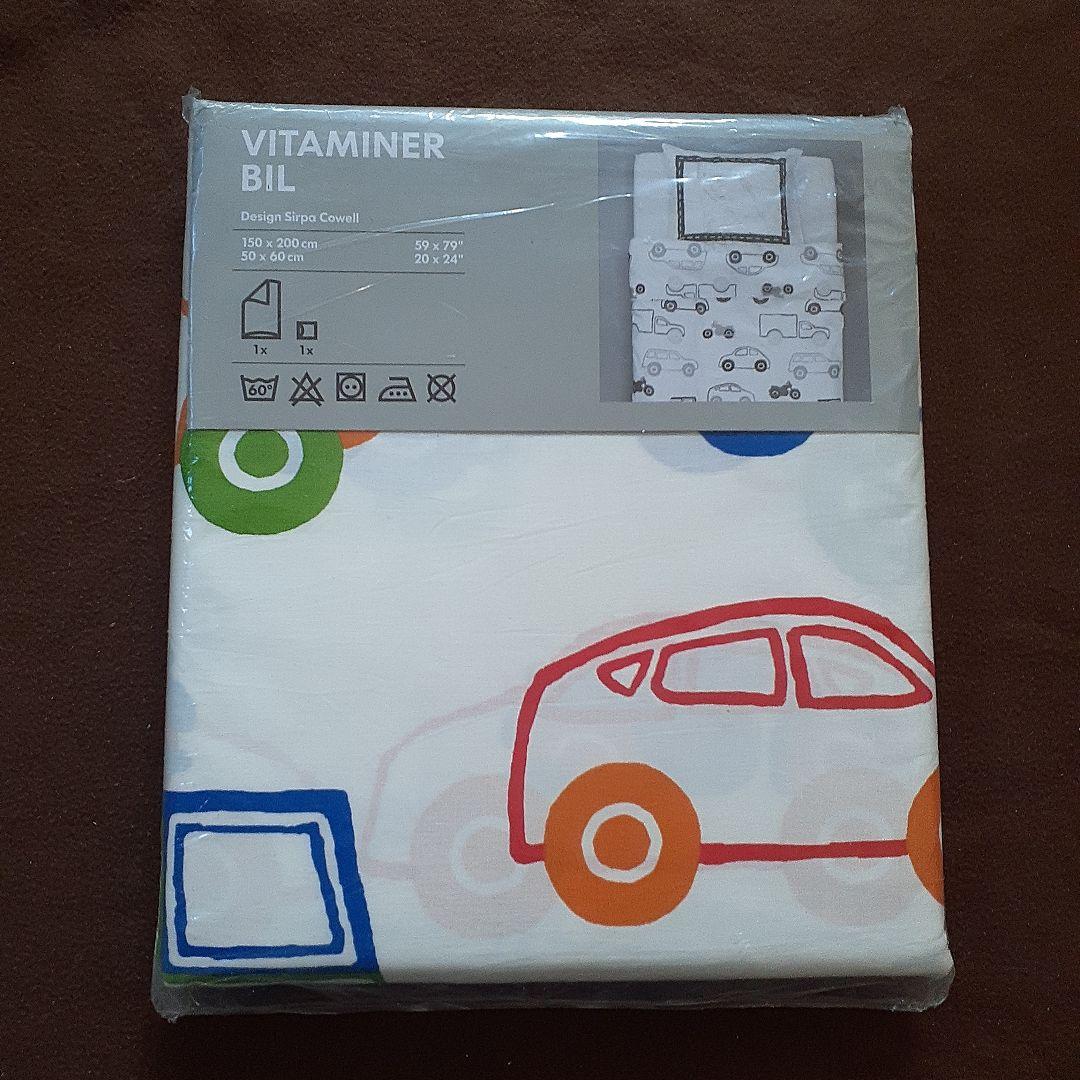 VITAMINER
BIL
Design Sirpa Cowell
150 x 200 cm 59 x 79"
50 x 60 cm 20 x 24"
1x 1x
60°